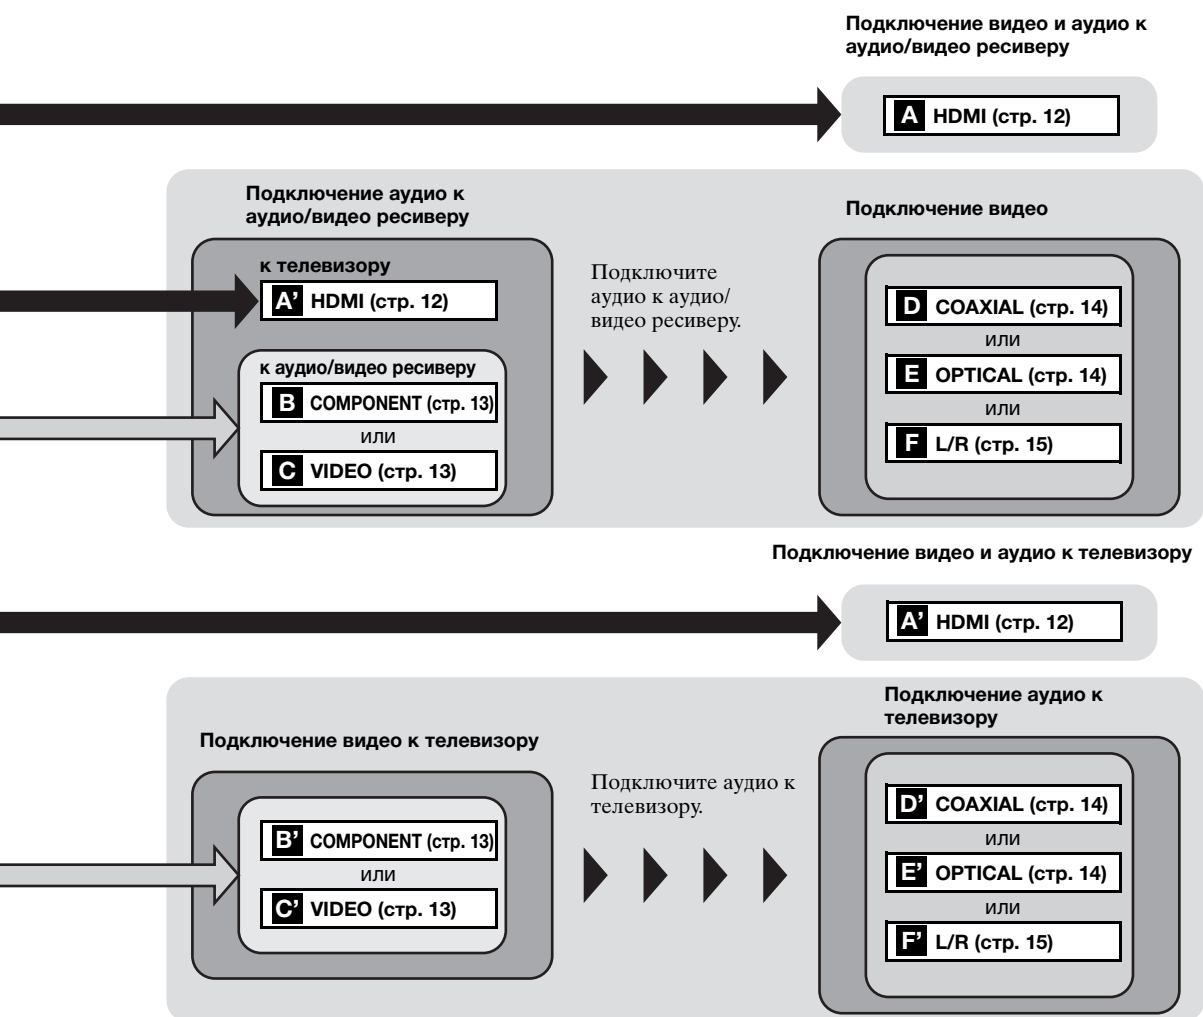 Подключение видео и аудио к
аудио/видео ресиверу
A HDMI (стр. 12)
Подключение аудио к
аудио/видео ресиверу
к телевизору
A’ HDMI (стр. 12)
к аудио/видео ресиверу
B COMPONENT (стр. 13)
или
C VIDEO (стр. 13)
Подключите
аудио к аудио/
видео ресиверу.
Подключение видео
D COAXIAL (стр. 14)
или
E OPTICAL (стр. 14)
или
F L/R (стр. 15)
Подключение видео и аудио к телевизору
A’ HDMI (стр. 12)
Подключение видео к телевизору
B’ COMPONENT (стр. 13)
или
C’ VIDEO (стр. 13)
Подключите аудио к
телевизору.
Подключение аудио к
телевизору
D’ COAXIAL (стр. 14)
или
E’ OPTICAL (стр. 14)
или
F’ L/R (стр. 15)